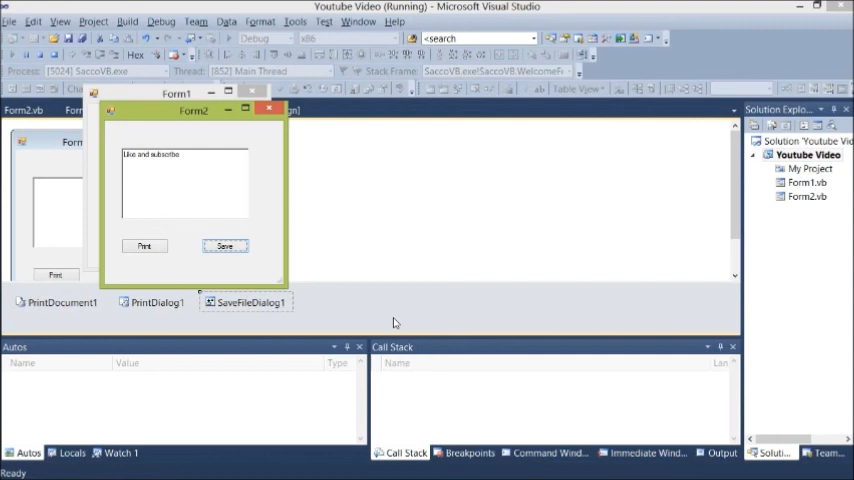 Youtube Video (Running) - Microsoft Visual Studio
File Edit View Project Build Debug Team Data Format Tools Test Window Help
Debug x86 <search
Hex
Process: [5024] SaccoVB.exe Thread: [852] Main Thread Stack Frame: SaccoVB.exe!SaccoVB.WelcomeF
Table View
Form1
Form2.vb
Form2
Solution Explo...
Solution 'Youtube Vid
Youtube Video
My Project
Form1.vb
Form2.vb
Like and subscribe
Print Save
Print
PrintDocument1 PrintDialog1 SaveFileDialog1
Autos
Name Value Type
Call Stack
Name Lan
Autos Locals Watch 1
Call Stack Breakpoints Command Wind... Immediate Wind... Output
Soluti... Team...
Ready